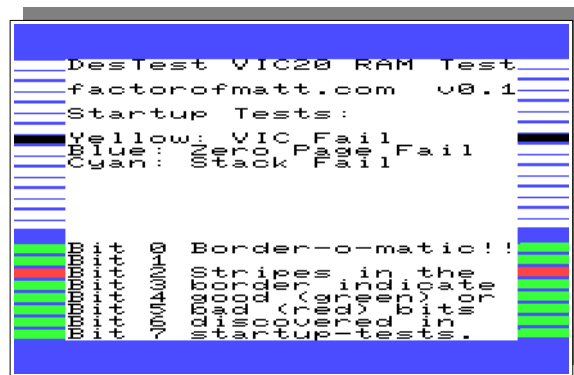 DesTest VIC20 RAM Test
factorofmatt.com v0.1
Startup Tests:
Yellow: VIC Fail
Blue: Zero Page Fail
Cyan: Stack Fail
Bit 0 Border-o-matic!!
Bit 1
Bit 2 Stripes in the
Bit 3 border indicate
Bit 4 good (green) or
Bit 5 bad (red) bits
Bit 6 discovered in
Bit 7 startup-tests.